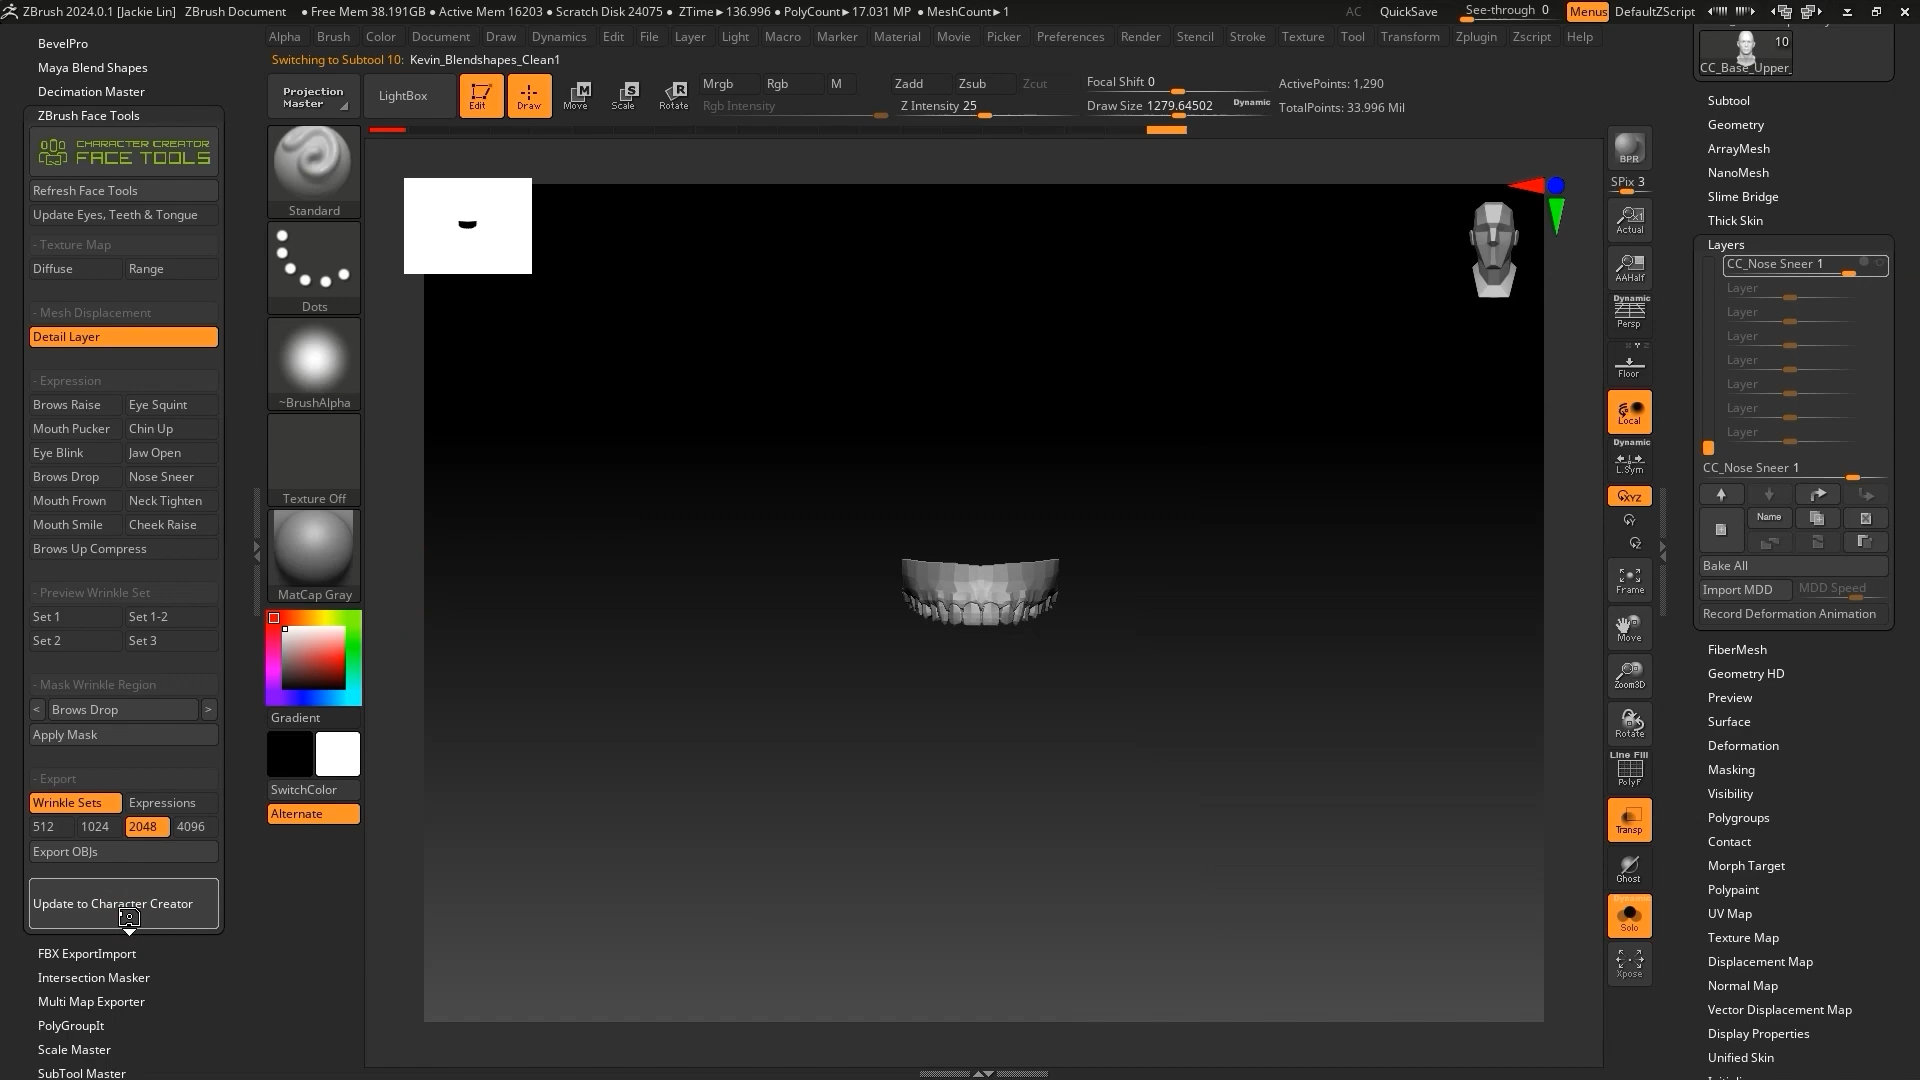 ZBrush 2024.0.1 [Jackie Lin] ZBrush Document ● Free Mem 38.191GB ● Active Mem 16203 ● Scratch Disk 24075 ● ZTime►136.996 ● PolyCount►17.031 MP ● MeshCount►1 AC QuickSave See-through 0 Menus DefaultZScript
Alpha Brush Color Document Draw Dynamics Edit File Layer Light Macro Marker Material Movie Picker Preferences Render Stencil Stroke Texture Tool Transform Zplugin Zscript Help
Switching to Subtool 10: Kevin_Blendshapes_Clean1
BevelPro
Maya Blend Shapes
Decimation Master
ZBrush Face Tools
CHARACTER CREATOR
FACE TOOLS
Refresh Face Tools
Update Eyes, Teeth & Tongue
- Texture Map
Diffuse Range
- Mesh Displacement
Detail Layer
- Expression
Brows Raise Eye Squint
Mouth Pucker Chin Up
Eye Blink Jaw Open
Brows Drop Nose Sneer
Mouth Frown Neck Tighten
Mouth Smile Cheek Raise
Brows Up Compress
- Preview Wrinkle Set
Set 1 Set 1-2
Set 2 Set 3
- Mask Wrinkle Region
< Brows Drop >
Apply Mask
- Export
Wrinkle Sets Expressions
512 1024 2048 4096
Export OBJs
Update to Character Creator
FBX ExportImport
Intersection Masker
Multi Map Exporter
PolyGroupIt
Scale Master
SubTool Master
Projection
Master
LightBox
Edit Draw Move Scale Rotate
M S R
Mrgb Rgb M
Rgb Intensity
Zadd Zsub Zcut
Z Intensity 25
Focal Shift 0
Draw Size 1279.64502 Dynamic
ActivePoints: 1,290
TotalPoints: 33.996 Mil
Standard
Dots
~BrushAlpha
Texture Off
MatCap Gray
Gradient
SwitchColor
Alternate
BPR
SPix 3
Actual
AAHalf
Dynamic
Persp
Floor
Local
Dynamic
L.Sym
XYZ
Frame
Move
Zoom3D
Rotate
Line Fill
PolyF
Transp
Ghost
Dynamic
Solo
Xpose
10
CC_Base_Upper_
Subtool
Geometry
ArrayMesh
NanoMesh
Slime Bridge
Thick Skin
Layers
CC_Nose Sneer 1
Layer
Layer
Layer
Layer
Layer
Layer
Layer
CC_Nose Sneer 1
Name
Bake All
Import MDD MDD Speed
Record Deformation Animation
FiberMesh
Geometry HD
Preview
Surface
Deformation
Masking
Visibility
Polygroups
Contact
Morph Target
Polypaint
UV Map
Texture Map
Displacement Map
Normal Map
Vector Displacement Map
Display Properties
Unified Skin